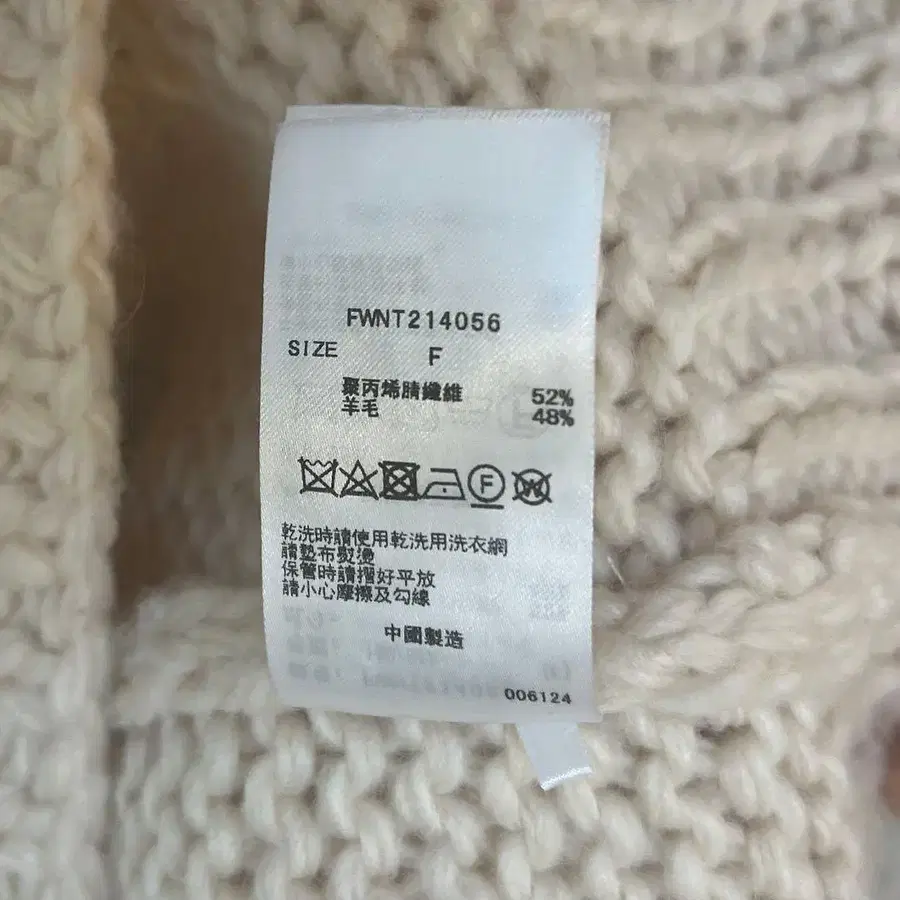 FWNT214056
SIZE F
聚丙烯腈纖維 52%
羊毛 48%
F W
乾洗時請使用乾洗用洗衣網
請墊布熨燙
保管時請摺好平放
請小心摩擦及勾線
中國製造
006124